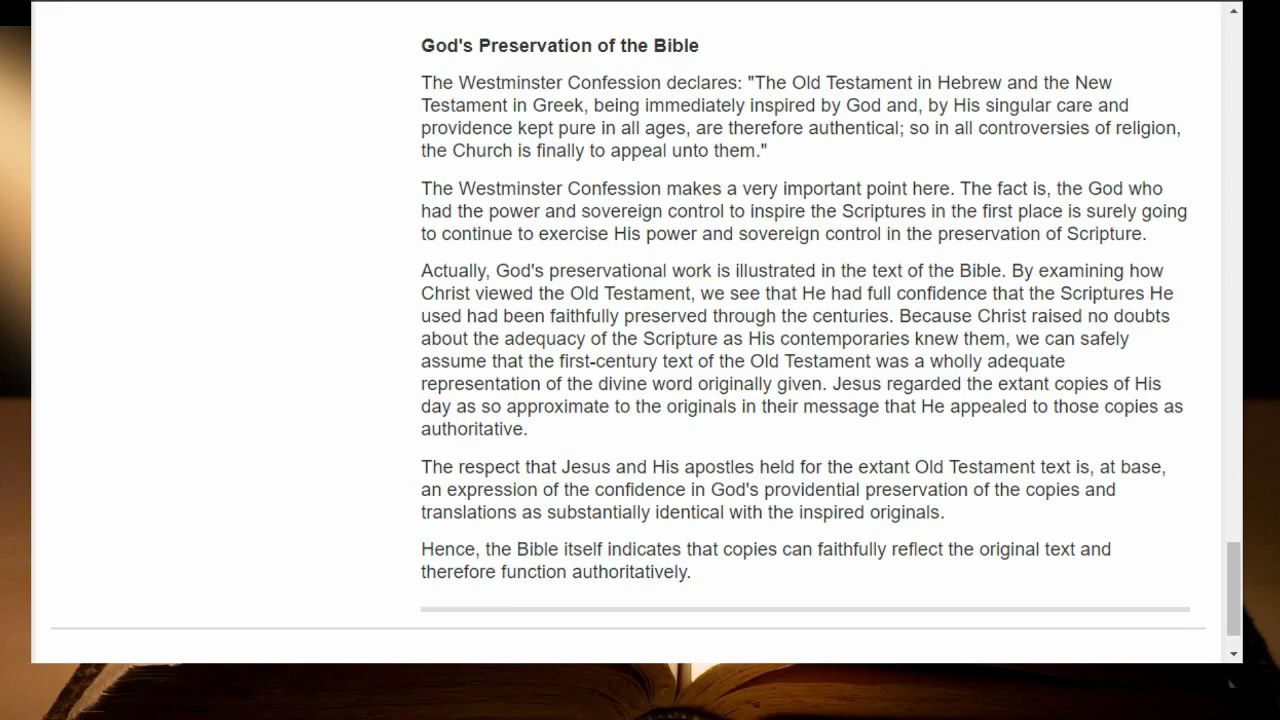 God's Preservation of the Bible
The Westminster Confession declares: "The Old Testament in Hebrew and the New
Testament in Greek, being immediately inspired by God and, by His singular care and
providence kept pure in all ages, are therefore authentical; so in all controversies of religion,
the Church is finally to appeal unto them."
The Westminster Confession makes a very important point here. The fact is, the God who
had the power and sovereign control to inspire the Scriptures in the first place is surely going
to continue to exercise His power and sovereign control in the preservation of Scripture.
Actually, God's preservational work is illustrated in the text of the Bible. By examining how
Christ viewed the Old Testament, we see that He had full confidence that the Scriptures He
used had been faithfully preserved through the centuries. Because Christ raised no doubts
about the adequacy of the Scripture as His contemporaries knew them, we can safely
assume that the first-century text of the Old Testament was a wholly adequate
representation of the divine word originally given. Jesus regarded the extant copies of His
day as so approximate to the originals in their message that He appealed to those copies as
authoritative.
The respect that Jesus and His apostles held for the extant Old Testament text is, at base,
an expression of the confidence in God's providential preservation of the copies and
translations as substantially identical with the inspired originals.
Hence, the Bible itself indicates that copies can faithfully reflect the original text and
therefore function authoritatively.